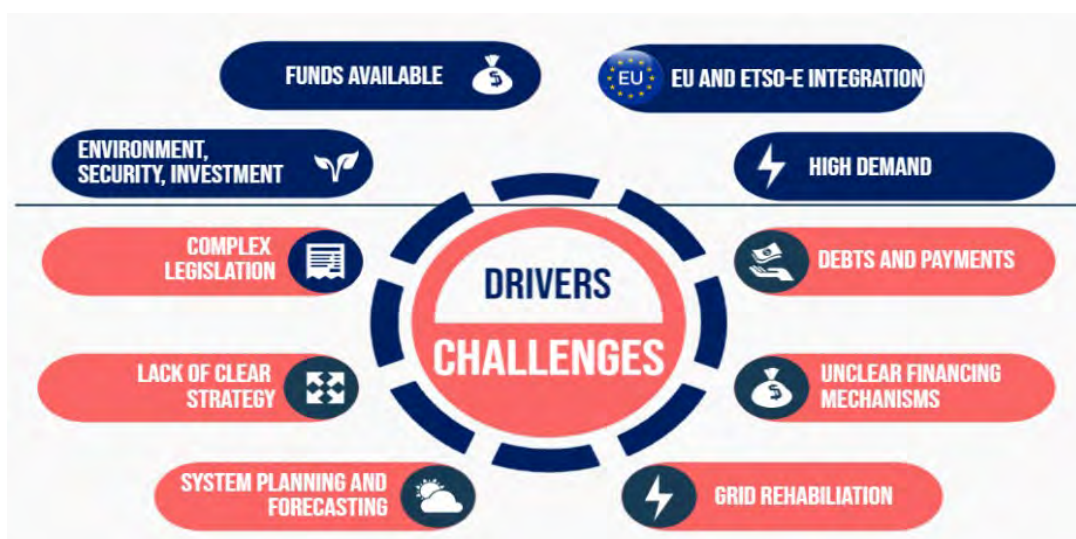 FUNDS AVAILABLE
EU
EU AND ETSO-E INTEGRATION
ENVIRONMENT,
SECURITY, INVESTMENT
HIGH DEMAND
COMPLEX
LEGISLATION
DRIVERS
CHALLENGES
DEBTS AND PAYMENTS
LACK OF CLEAR
STRATEGY
UNCLEAR FINANCING
MECHANISMS
SYSTEM PLANNING AND
FORECASTING
GRID REHABILIATION